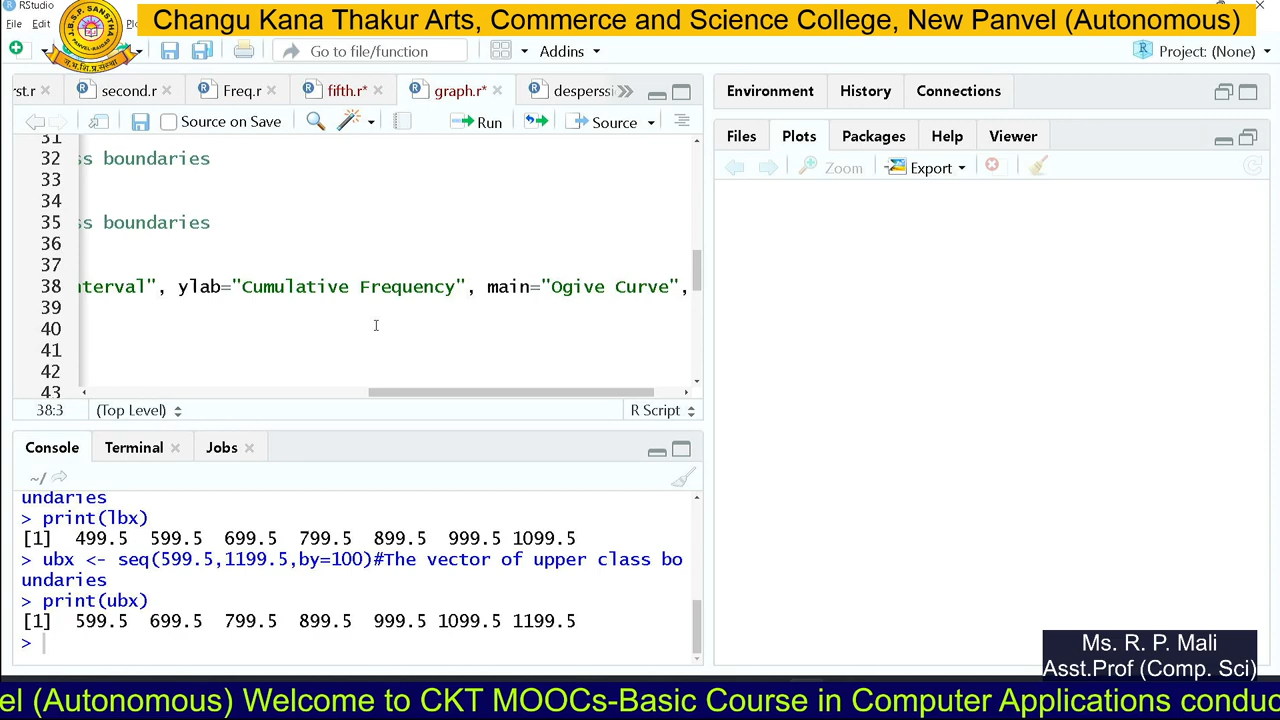 RStudio
Changu Kana Thakur Arts, Commerce and Science College, New Panvel (Autonomous)
File Edit
Go to file/function
Addins
Project: (None)
rst.r
second.r
Freq.r
fifth.r*
graph.r*
desperssi
Source on Save
Run
Source
31
32 ss boundaries
33
34
35 ss boundaries
36
37
38 nterval", ylab="Cumulative Frequency", main="Ogive Curve",
39
40
41
42
43
38:3 (Top Level) R Script
Console Terminal Jobs
~/
undaries
> print(lbx)
[1] 499.5 599.5 699.5 799.5 899.5 999.5 1099.5
> ubx <- seq(599.5,1199.5,by=100)#The vector of upper class bo
undaries
> print(ubx)
[1] 599.5 699.5 799.5 899.5 999.5 1099.5 1199.5
>
Environment History Connections
Files Plots Packages Help Viewer
Zoom Export
Ms. R. P. Mali
Asst.Prof (Comp. Sci)
el (Autonomous) Welcome to CKT MOOCs-Basic Course in Computer Applications conduc